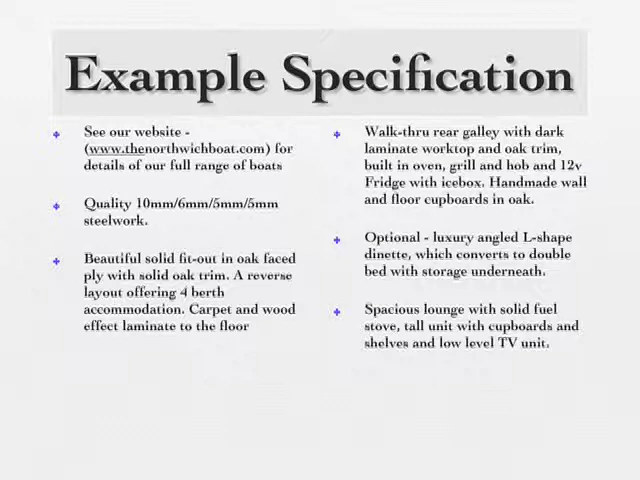 Example Specification
See our website -
(www.thenorthwichboat.com) for
details of our full range of boats
Quality 10mm/6mm/5mm/5mm
steelwork.
Beautiful solid fit-out in oak faced
ply with solid oak trim. A reverse
layout offering 4 berth
accommodation. Carpet and wood
effect laminate to the floor
Walk-thru rear galley with dark
laminate worktop and oak trim,
built in oven, grill and hob and 12v
Fridge with icebox. Handmade wall
and floor cupboards in oak.
Optional - luxury angled L-shape
dinette, which converts to double
bed with storage underneath.
Spacious lounge with solid fuel
stove, tall unit with cupboards and
shelves and low level TV unit.